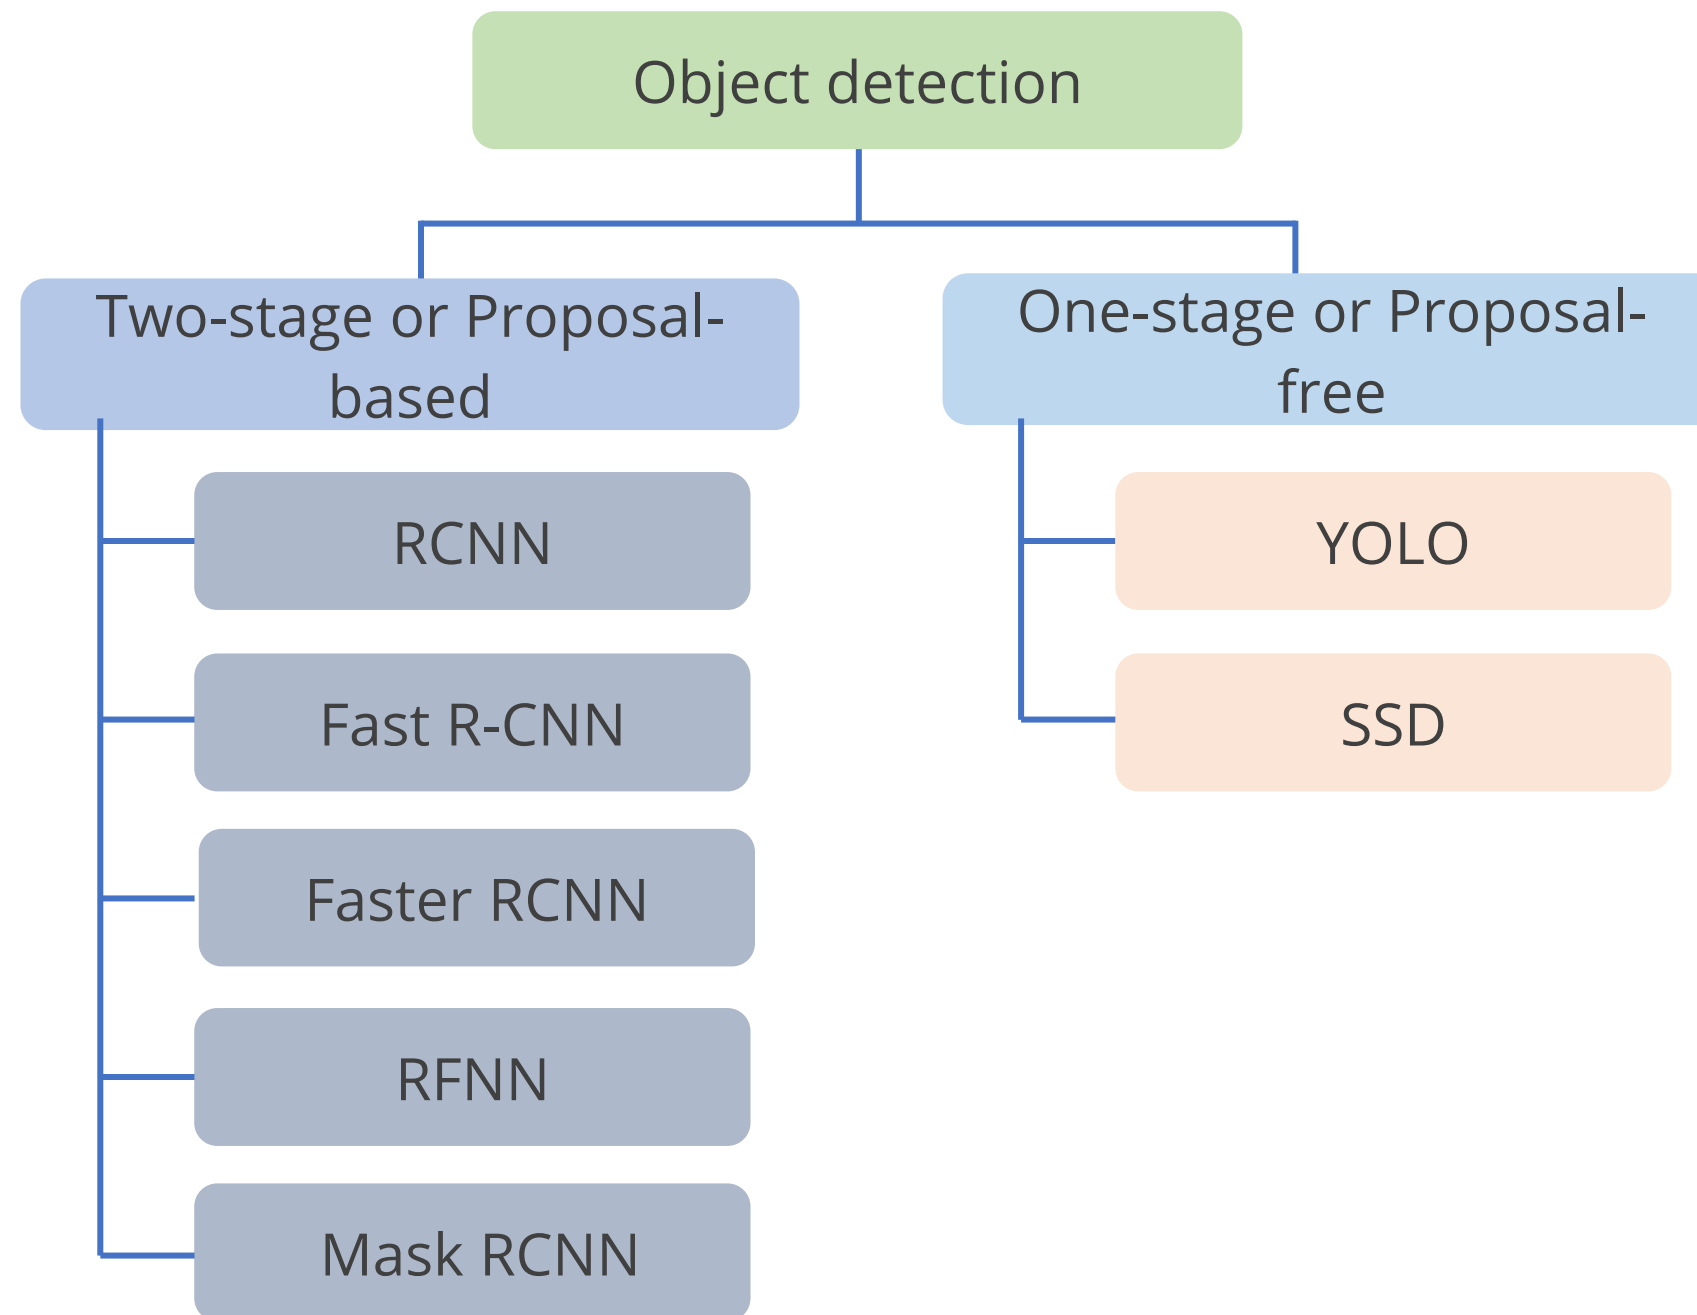 Object detection
Two-stage or Proposal-
based
RCNN
Fast R-CNN
Faster RCNN
RFNN
Mask RCNN
One-stage or Proposal-
free
YOLO
SSD